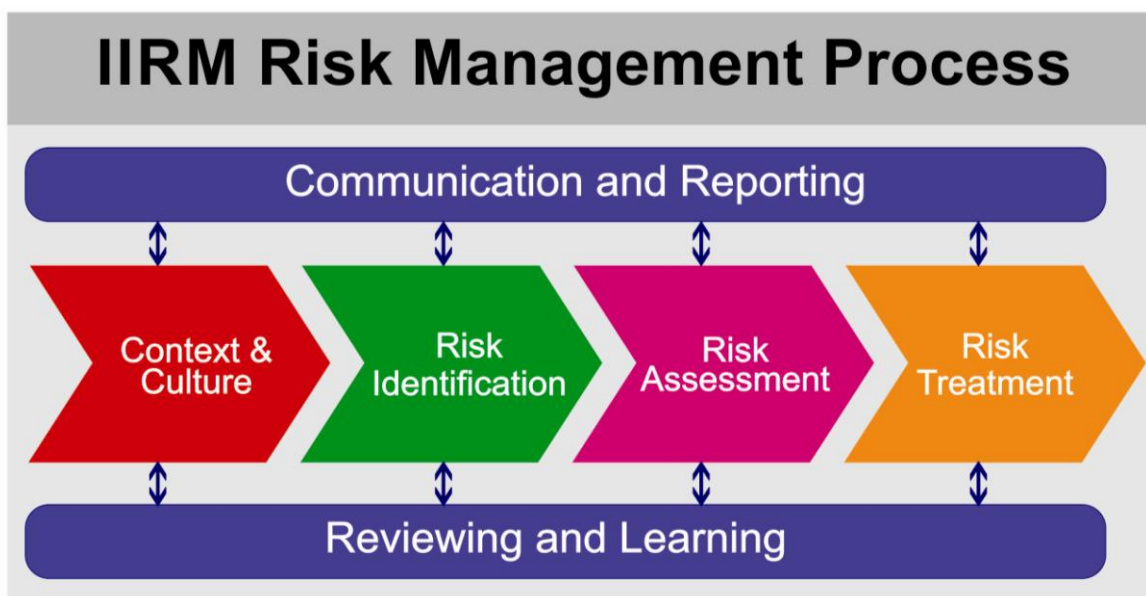 IIRM Risk Management Process
Communication and Reporting
Context &
Culture
Risk
Identification
Risk
Assessment
Risk
Treatment
Reviewing and Learning